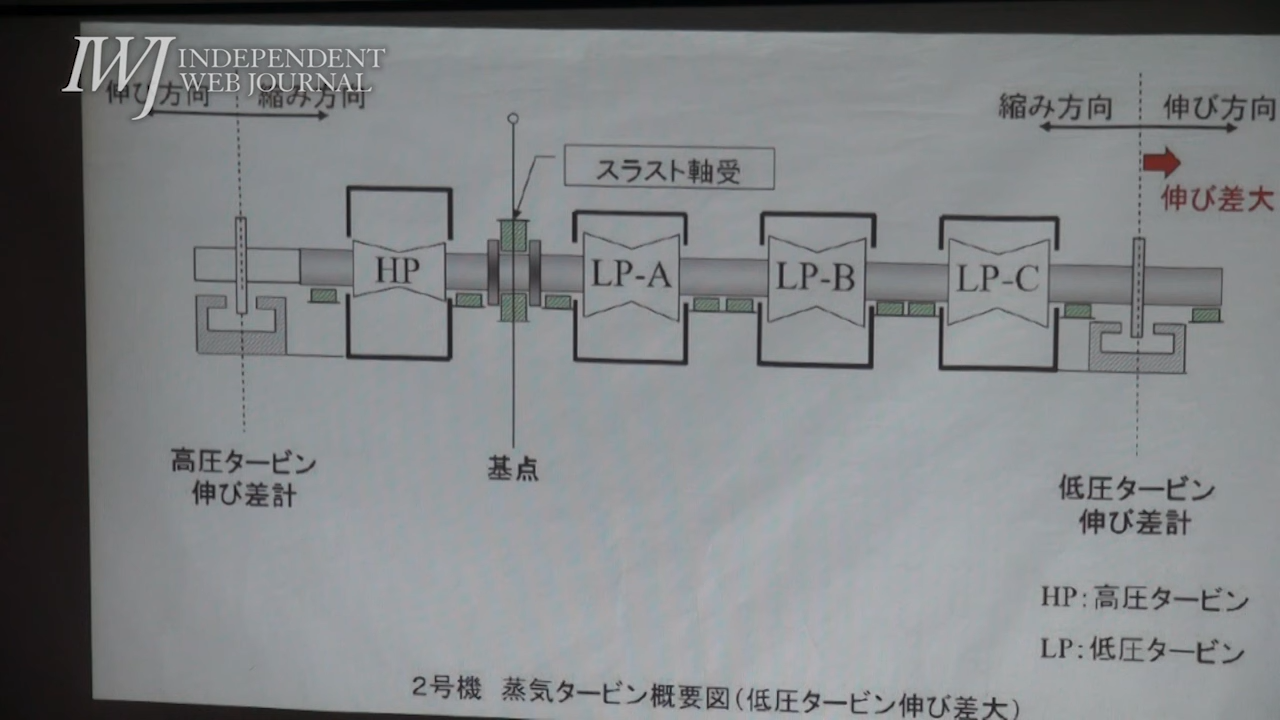 IWJ INDEPENDENT
WEB JOURNAL
伸び方向 縮み方向
縮み方向 伸び方向
伸び差大
スラスト軸受
HP
LP-A
LP-B
LP-C
高圧タービン
伸び差計
基点
低圧タービン
伸び差計
HP:高圧タービン
LP:低圧タービン
2号機 蒸気タービン概要図(低圧タービン伸び差大)